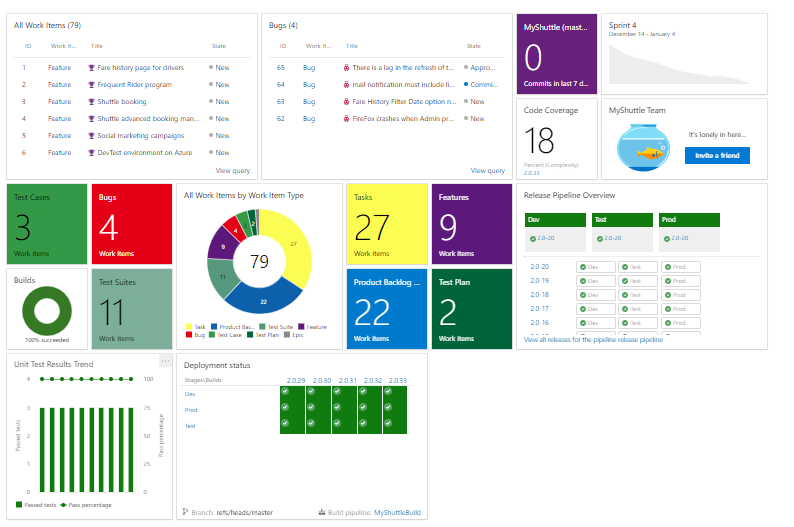 All Work Items (79)
ID Work It... Title State
1 Feature Fare history page for drivers New
2 Feature Frequent Rider program New
3 Feature Shuttle booking New
4 Feature Shuttle advanced booking man... New
5 Feature Social marketing campaigns New
6 Feature DevTest environment on Azure New
View query
Bugs (4)
ID Work It... Title State
65 Bug There is a lag in the refresh of t... Appro...
64 Bug mail notification must include li... Commi...
63 Bug Fare History Filter Date option n... New
62 Bug FireFox crashes when Admin pr... New
View query
MyShuttle (mast...
0
Commits in last 7 d...
Sprint 4
December 14 - January 4
Code Coverage
18
Percent (Complexity)
2.0.33
MyShuttle Team
It's lonely in here...
Invite a friend
Test Cases
3
Work items
Bugs
4
Work items
All Work Items by Work Item Type
27
22
11
9
4
3
2
79
Task Product Bac... Test Suite Feature
Bug Test Case Test Plan Epic
Tasks
27
Work items
Features
9
Work items
Release Pipeline Overview
Dev Test Prod
2.0-20 2.0-20 2.0-20
2.0-20 Dev Test Prod
2.0-19 Dev Test Prod
2.0-18 Dev Test Prod
2.0-17 Dev Test Prod
2.0-16 Dev Test Prod
View all releases for the pipeline release pipeline
Builds
100% succeeded
Test Suites
11
Work items
Product Backlog ...
22
Work items
Test Plan
2
Work items
Unit Test Results Trend
...
4 100
3 75
2 50
1 25
0 0
Passed tests
Pass percentage
Passed tests Pass percentage
Deployment status
Stages\Builds 2.0.29 2.0.30 2.0.31 2.0.32 2.0.33
Dev
Prod
Test
Branch: refs/heads/master Build pipeline: MyShuttleBuild